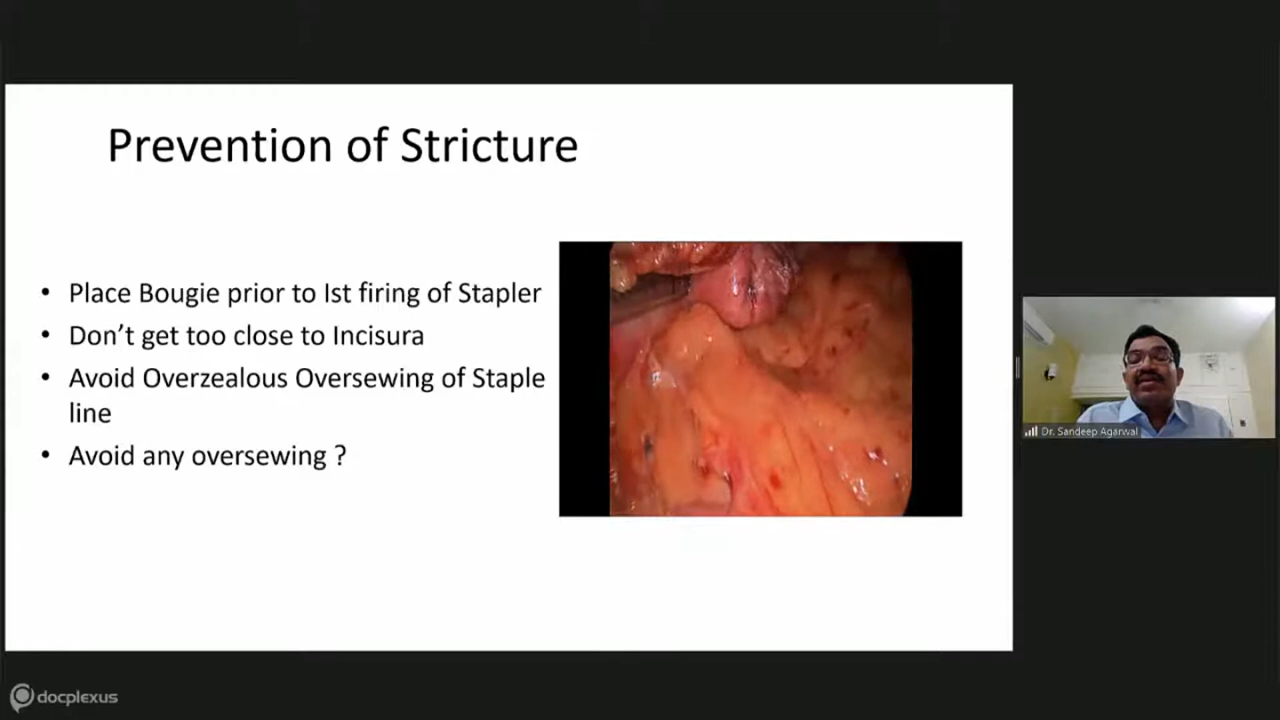 Prevention of Stricture
• Place Bougie prior to Ist firing of Stapler
• Don’t get too close to Incisura
• Avoid Overzealous Oversewing of Staple
line
• Avoid any oversewing ?
Dr. Sandeep Agarwal
docplexus